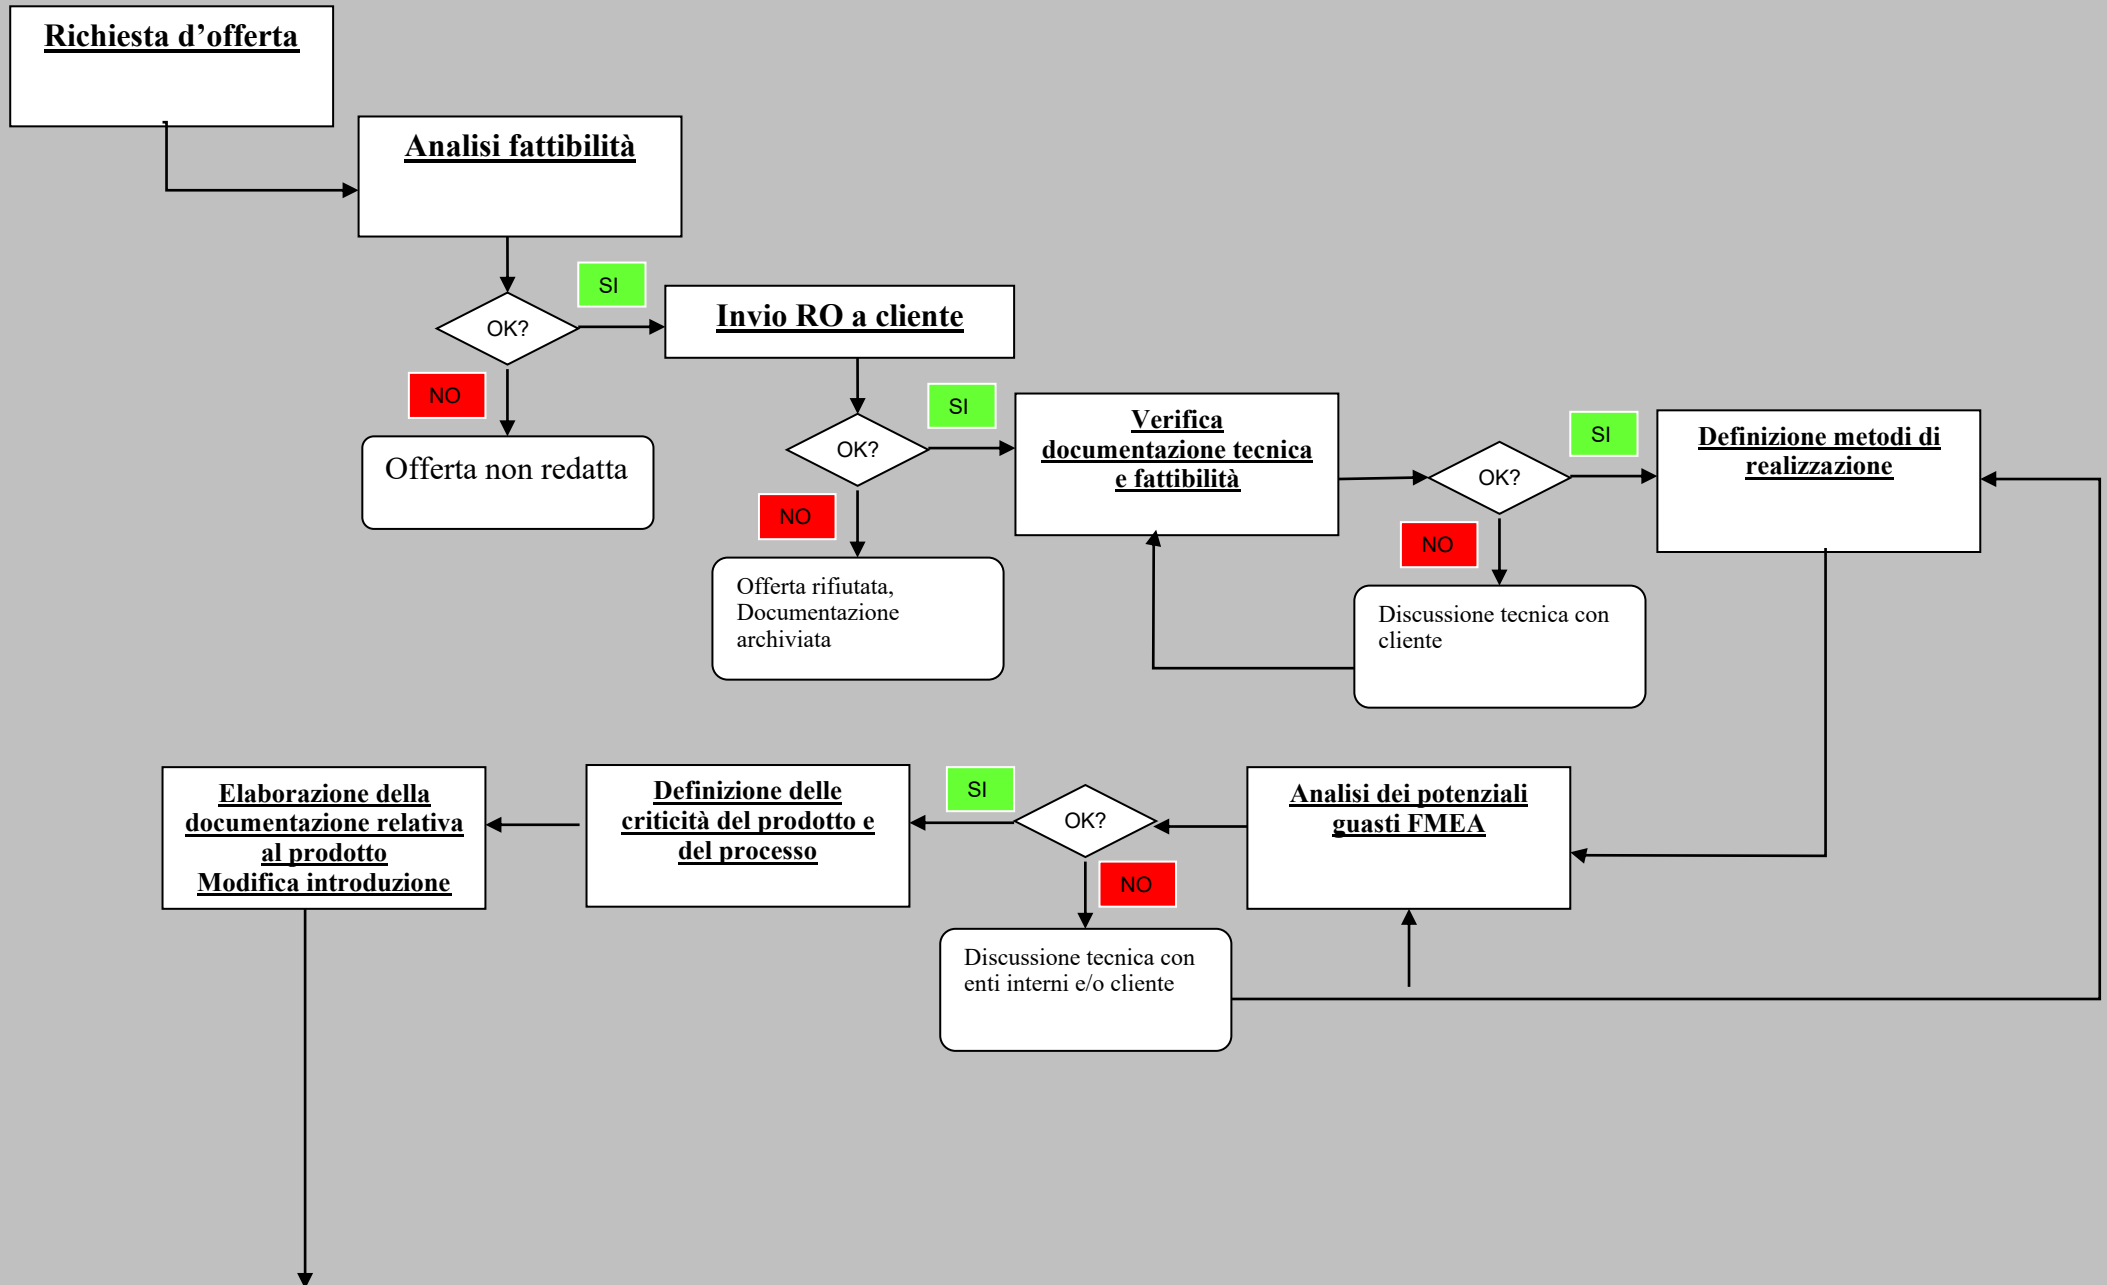 Richiesta d’offerta
Analisi fattibilità
SI
OK?
Invio RO a cliente
NO
Offerta non redatta
SI
OK?
Verifica
documentazione tecnica
e fattibilità
NO
Offerta rifiutata,
Documentazione
archiviata
SI
OK?
Definizione metodi di
realizzazione
NO
Discussione tecnica con
cliente
Elaborazione della
documentazione relativa
al prodotto
Modifica introduzione
Definizione delle
criticità del prodotto e
del processo
SI
OK?
Analisi dei potenziali
guasti FMEA
NO
Discussione tecnica con
enti interni e/o cliente